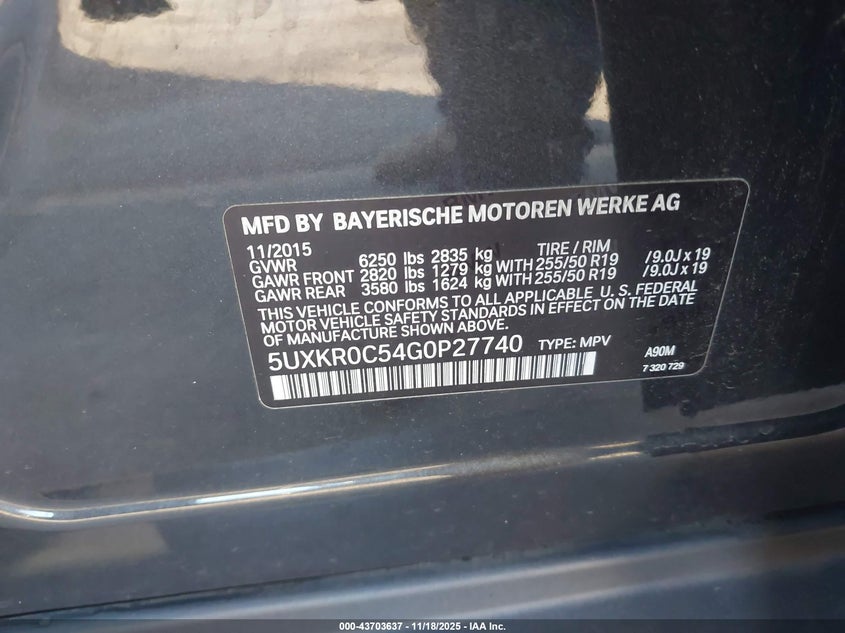 MFD BY BAYERISCHE MOTOREN WERKE AG
11/2015 TIRE / RIM
GVWR 6250 lbs 2835 kg
GAWR FRONT 2820 lbs 1279 kg WITH 255/50 R19 /9.0J x 19
GAWR REAR 3580 lbs 1624 kg WITH 255/50 R19 /9.0J x 19
THIS VEHICLE CONFORMS TO ALL APPLICABLE U. S. FEDERAL
MOTOR VEHICLE SAFETY STANDARDS IN EFFECT ON THE DATE
OF MANUFACTURE SHOWN ABOVE.
5UXKR0C54G0P27740 TYPE: MPV A90M
7 320 729
000-43703637 - 11/18/2025 - IAA Inc.